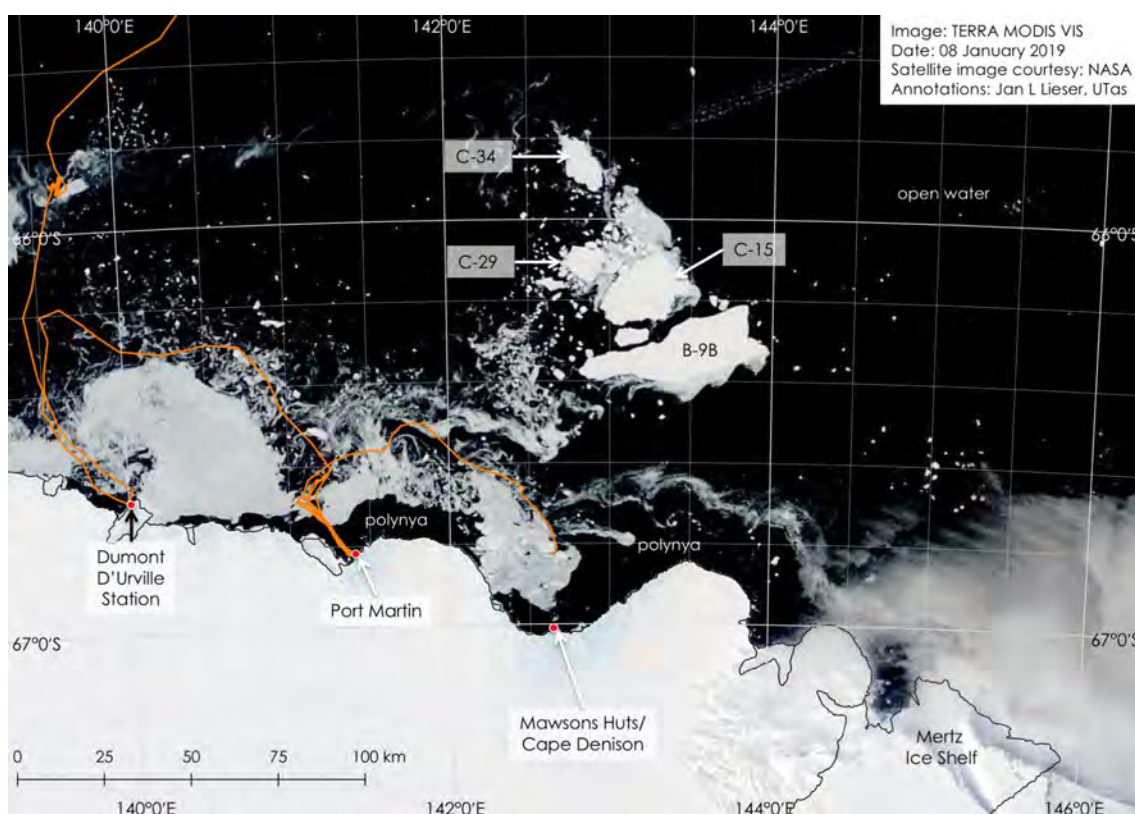 140°0'E
142°0'E
144°0'E
Image: TERRA MODIS VIS
Date: 08 January 2019
Satellite image courtesy: NASA
Annotations: Jan L Lieser, UTas
C-34
open water
66°0'S
66°0'S
C-29
C-15
B-9B
polynya
polynya
Dumont
D'Urville
Station
Port Martin
67°0'S
67°0'S
Mawsons Huts/
Cape Denison
Mertz
Ice Shelf
0 25 50 75 100 km
140°0'E
142°0'E
144°0'E
146°0'E